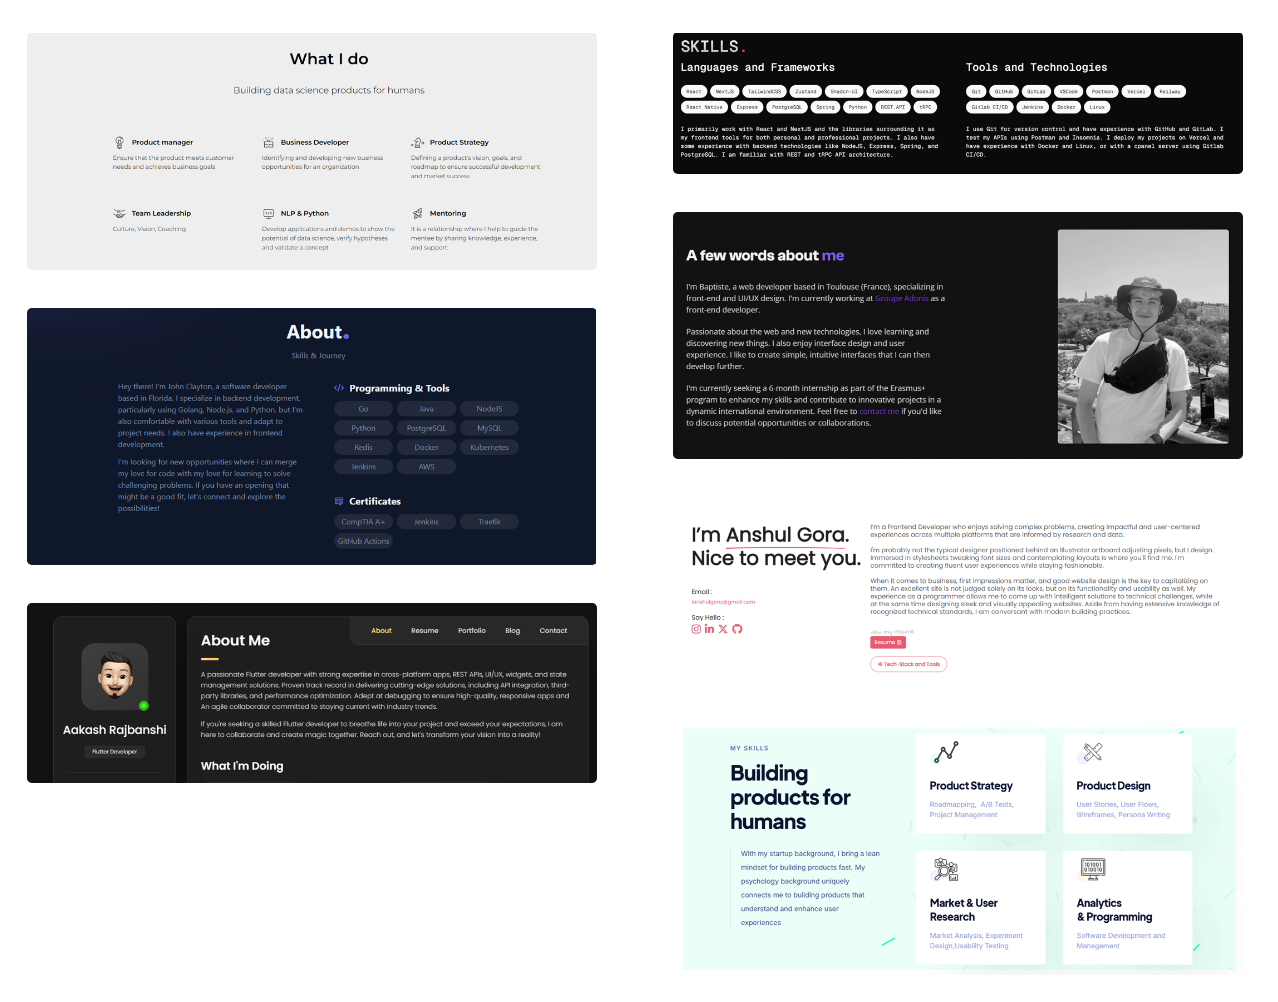 What I do
Building data science products for humans
Product manager
Ensure that the product meets customer
needs and achieves business goals
Business Developer
Identifying and developing new business
opportunities for an organization
Product Strategy
Defining a product's vision, goals, and
roadmap to ensure successful development
and market success.
Team Leadership
Culture, Vision, Coaching
NLP & Python
Develop applications and demos to show the
potential of data science, verify hypotheses
and validate a concept
Mentoring
It is a relationship where I help to guide the
mentee by sharing knowledge, experience,
and support
About.
Skills & Journey
Hey there! I'm John Clayton, a software developer
based in Florida. I specialize in backend development,
particularly using Golang, Node.js, and Python, but I'm
also comfortable with various tools and adapt to
project needs. I also have experience in frontend
development.
I'm looking for new opportunities where I can merge
my love for code with my love for learning to solve
challenging problems. If you have an opening that
might be a good fit, let's connect and explore the
possibilities!
Programming & Tools
Go Java NodeJS
Python PostgreSQL MySQL
Redis Docker Kubernetes
Jenkins AWS
Certificates
CompTIA A+ Jenkins Traefik
GitHub Actions
Aakash Rajbanshi
Flutter Developer
About Resume Portfolio Blog Contact
About Me
A passionate Flutter developer with strong expertise in cross-platform apps, REST APIs, UI/UX, widgets, and state
management solutions. Proven track record in delivering cutting-edge solutions, including API integration, third-
party libraries, and performance optimization. Adept at debugging to ensure high-quality, responsive apps and
An agile collaborator committed to staying current with industry trends.
If you're seeking a skilled Flutter developer to breathe life into your project and exceed your expectations, I am
here to collaborate and create magic together. Reach out, and let's transform your vision into a reality!
What I'm Doing
SKILLS.
Languages and Frameworks
React NextJS TailwindCSS Zustand Shadcn-UI TypeScript NodeJS
React Native Express PostgreSQL Spring Python REST.API tRPC
I primarily work with React and NextJS and the libraries surrounding it as
my frontend tools for both personal and professional projects. I also have
some experience with backend technologies like NodeJS, Express, Spring, and
PostgreSQL. I am familiar with REST and tRPC API architecture.
Tools and Technologies
Git GitHub GitLab VSCode Postman Vercel Railway
Gitlab CI/CD Jenkins Docker Linux
I use Git for version control and have experience with GitHub and GitLab. I
test my APIs using Postman and Insomnia. I deploy my projects on Vercel and
have experience with Docker and Linux, or with a cpanel server using Gitlab
CI/CD.
A few words about me
I'm Baptiste, a web developer based in Toulouse (France), specializing in
front-end and UI/UX design. I'm currently working at Groupe Adonis as a
front-end developer.
Passionate about the web and new technologies, I love learning and
discovering new things. I also enjoy interface design and user
experience. I like to create simple, intuitive interfaces that I can then
develop further.
I'm currently seeking a 6-month internship as part of the Erasmus+
program to enhance my skills and contribute to innovative projects in a
dynamic international environment. Feel free to contact me if you'd like
to discuss potential opportunities or collaborations.
I'm Anshul Gora.
Nice to meet you.
Email :
ianshulgora@gmail.com
Say Hello :
I'm a Frontend Developer who enjoys solving complex problems, creating impactful and user-centered
experiences across multiple platforms that are informed by research and data.
I'm probably not the typical designer positioned behind an Illustrator artboard adjusting pixels, but I design.
Immersed in stylesheets tweaking font sizes and contemplating layouts is where you'll find me. I'm
committed to creating fluent user experiences while staying fashionable.
When it comes to business, first impressions matter, and good website design is the key to capitalizing on
them. An excellent site is not judged solely on its looks, but on its functionality and usability as well. My
experience as a programmer allows me to come up with intelligent solutions to technical challenges, while
at the same time designing sleek and visually appealing websites. Aside from having extensive knowledge of
recognized technical standards, I am conversant with modern building practices.
Resume
Tech-Stack and Tools
MY SKILLS
Building
products for
humans
With my startup background, I bring a lean
mindset for building products fast. My
psychology background uniquely
connects me to building products that
understand and enhance user
experiences
Product Strategy
Roadmapping, A/B Tests,
Project Management
Product Design
User Stories, User Flows,
Wireframes, Persona Writing
Market & User
Research
Market Analysis, Experiment
Design,Usability Testing
101001
010010
Analytics
& Programming
Software Development and
Management